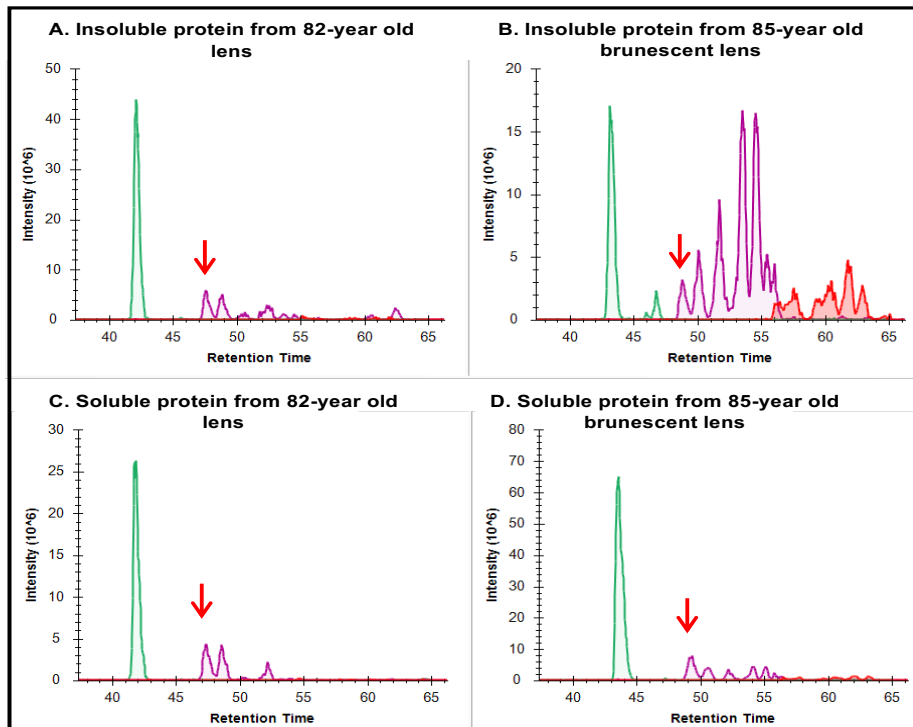 A. Insoluble protein from 82-year old
lens
50
40
30
20
10
0
Intensity (10^6)
40 45 50 55 60 65
Retention Time
B. Insoluble protein from 85-year old
brunescent lens
20
15
10
5
0
Intensity (10^6)
40 45 50 55 60 65
Retention Time
C. Soluble protein from 82-year old
lens
30
25
20
15
10
5
0
Intensity (10^6)
40 45 50 55 60 65
Retention Time
D. Soluble protein from 85-year old
brunescent lens
80
70
60
50
40
30
20
10
0
Intensity (10^6)
40 45 50 55 60 65
Retention Time